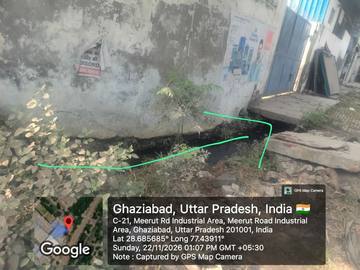 GPS Map Camera
Ghaziabad, Uttar Pradesh, India 🇮🇳
C-21, Meerut Rd Industrial Area, Meerut Road Industrial
Area, Ghaziabad, Uttar Pradesh 201001, India
Lat 28.685685° Long 77.43911°
Sunday, 22/11/2026 01:07 PM GMT +05:30
Note : Captured by GPS Map Camera
Google